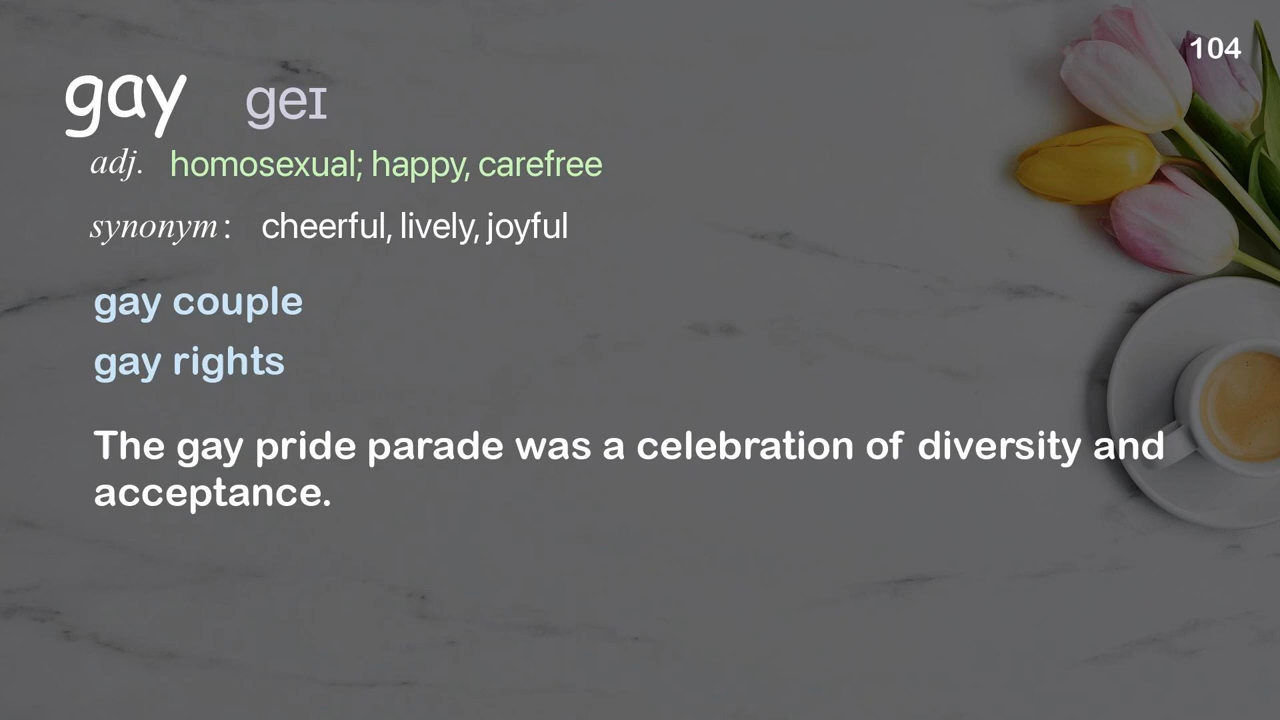 104
gay geɪ
adj. homosexual; happy, carefree
synonym: cheerful, lively, joyful
gay couple
gay rights
The gay pride parade was a celebration of diversity and
acceptance.